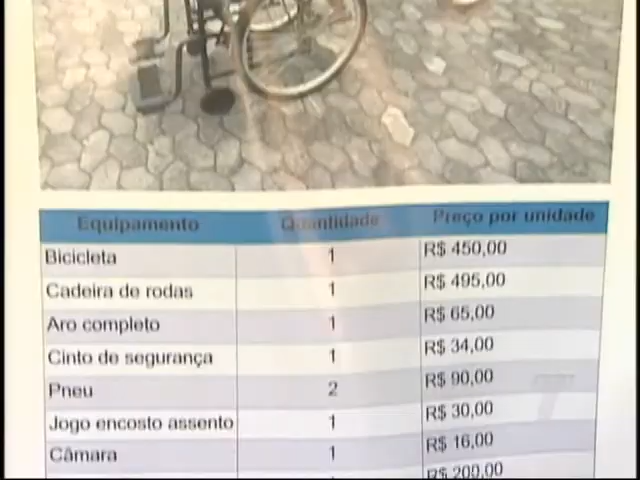 Equipamento Quantidade Preço por unidade
Bicicleta 1 R$ 450,00
Cadeira de rodas 1 R$ 495,00
Aro completo 1 R$ 65,00
Cinto de segurança 1 R$ 34,00
Pneu 2 R$ 90,00
Jogo encosto assento 1 R$ 30,00
Câmara 1 R$ 16,00
R$ 200,00